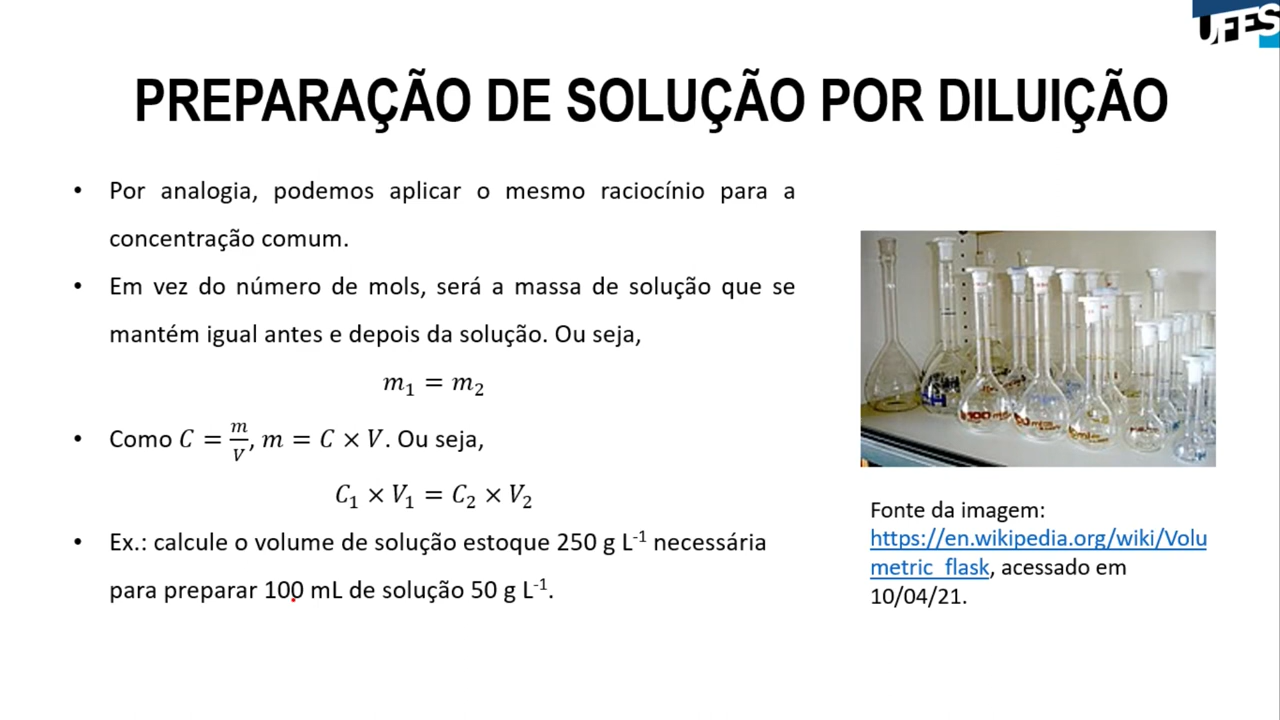 UFES
PREPARAÇÃO DE SOLUÇÃO POR DILUIÇÃO
• Por analogia, podemos aplicar o mesmo raciocínio para a
concentração comum.
• Em vez do número de mols, será a massa de solução que se
mantém igual antes e depois da solução. Ou seja,
m₁ = m₂
• Como C = m/V, m = C × V. Ou seja,
C₁ × V₁ = C₂ × V₂
• Ex.: calcule o volume de solução estoque 250 g L⁻¹ necessária
para preparar 100 mL de solução 50 g L⁻¹.
Fonte da imagem:
https://en.wikipedia.org/wiki/Volu
metric_flask, acessado em
10/04/21.